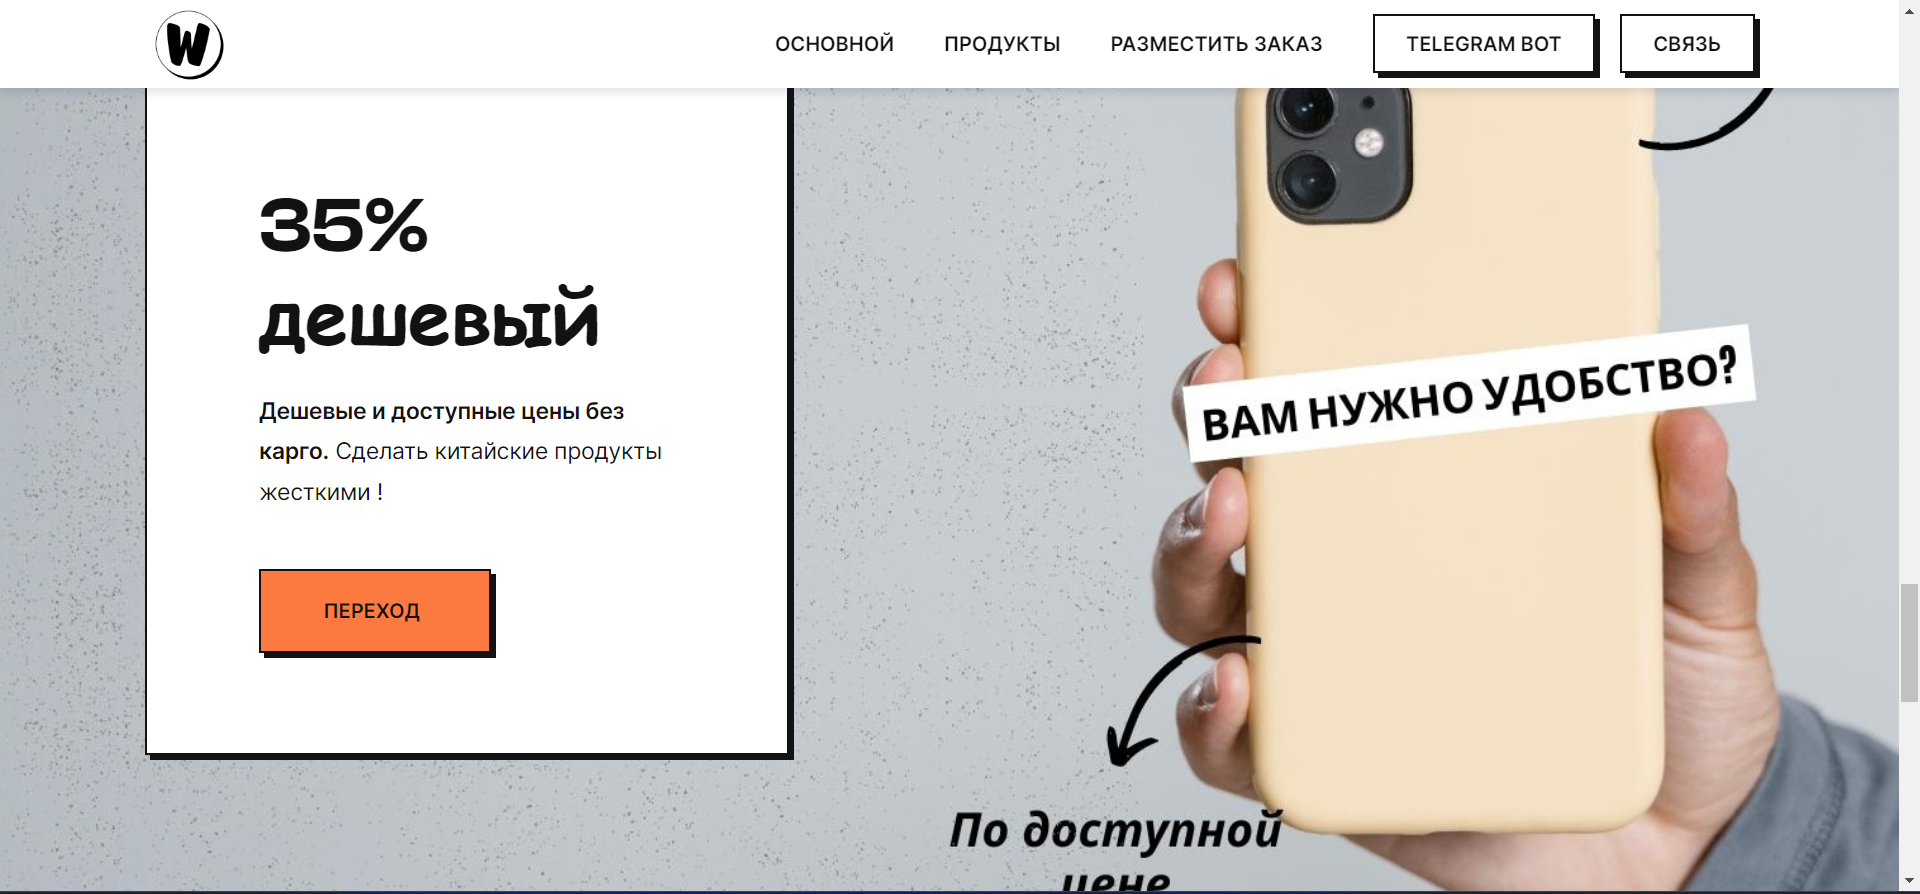 W
ОСНОВНОЙ
ПРОДУКТЫ
РАЗМЕСТИТЬ ЗАКАЗ
TELEGRAM BOT
СВЯЗЬ
35%
дешевый
Дешевые и доступные цены без
карго. Сделать китайские продукты
жесткими !
ПЕРЕХОД
ВАМ НУЖНО УДОБСТВО?
По доступной
цене